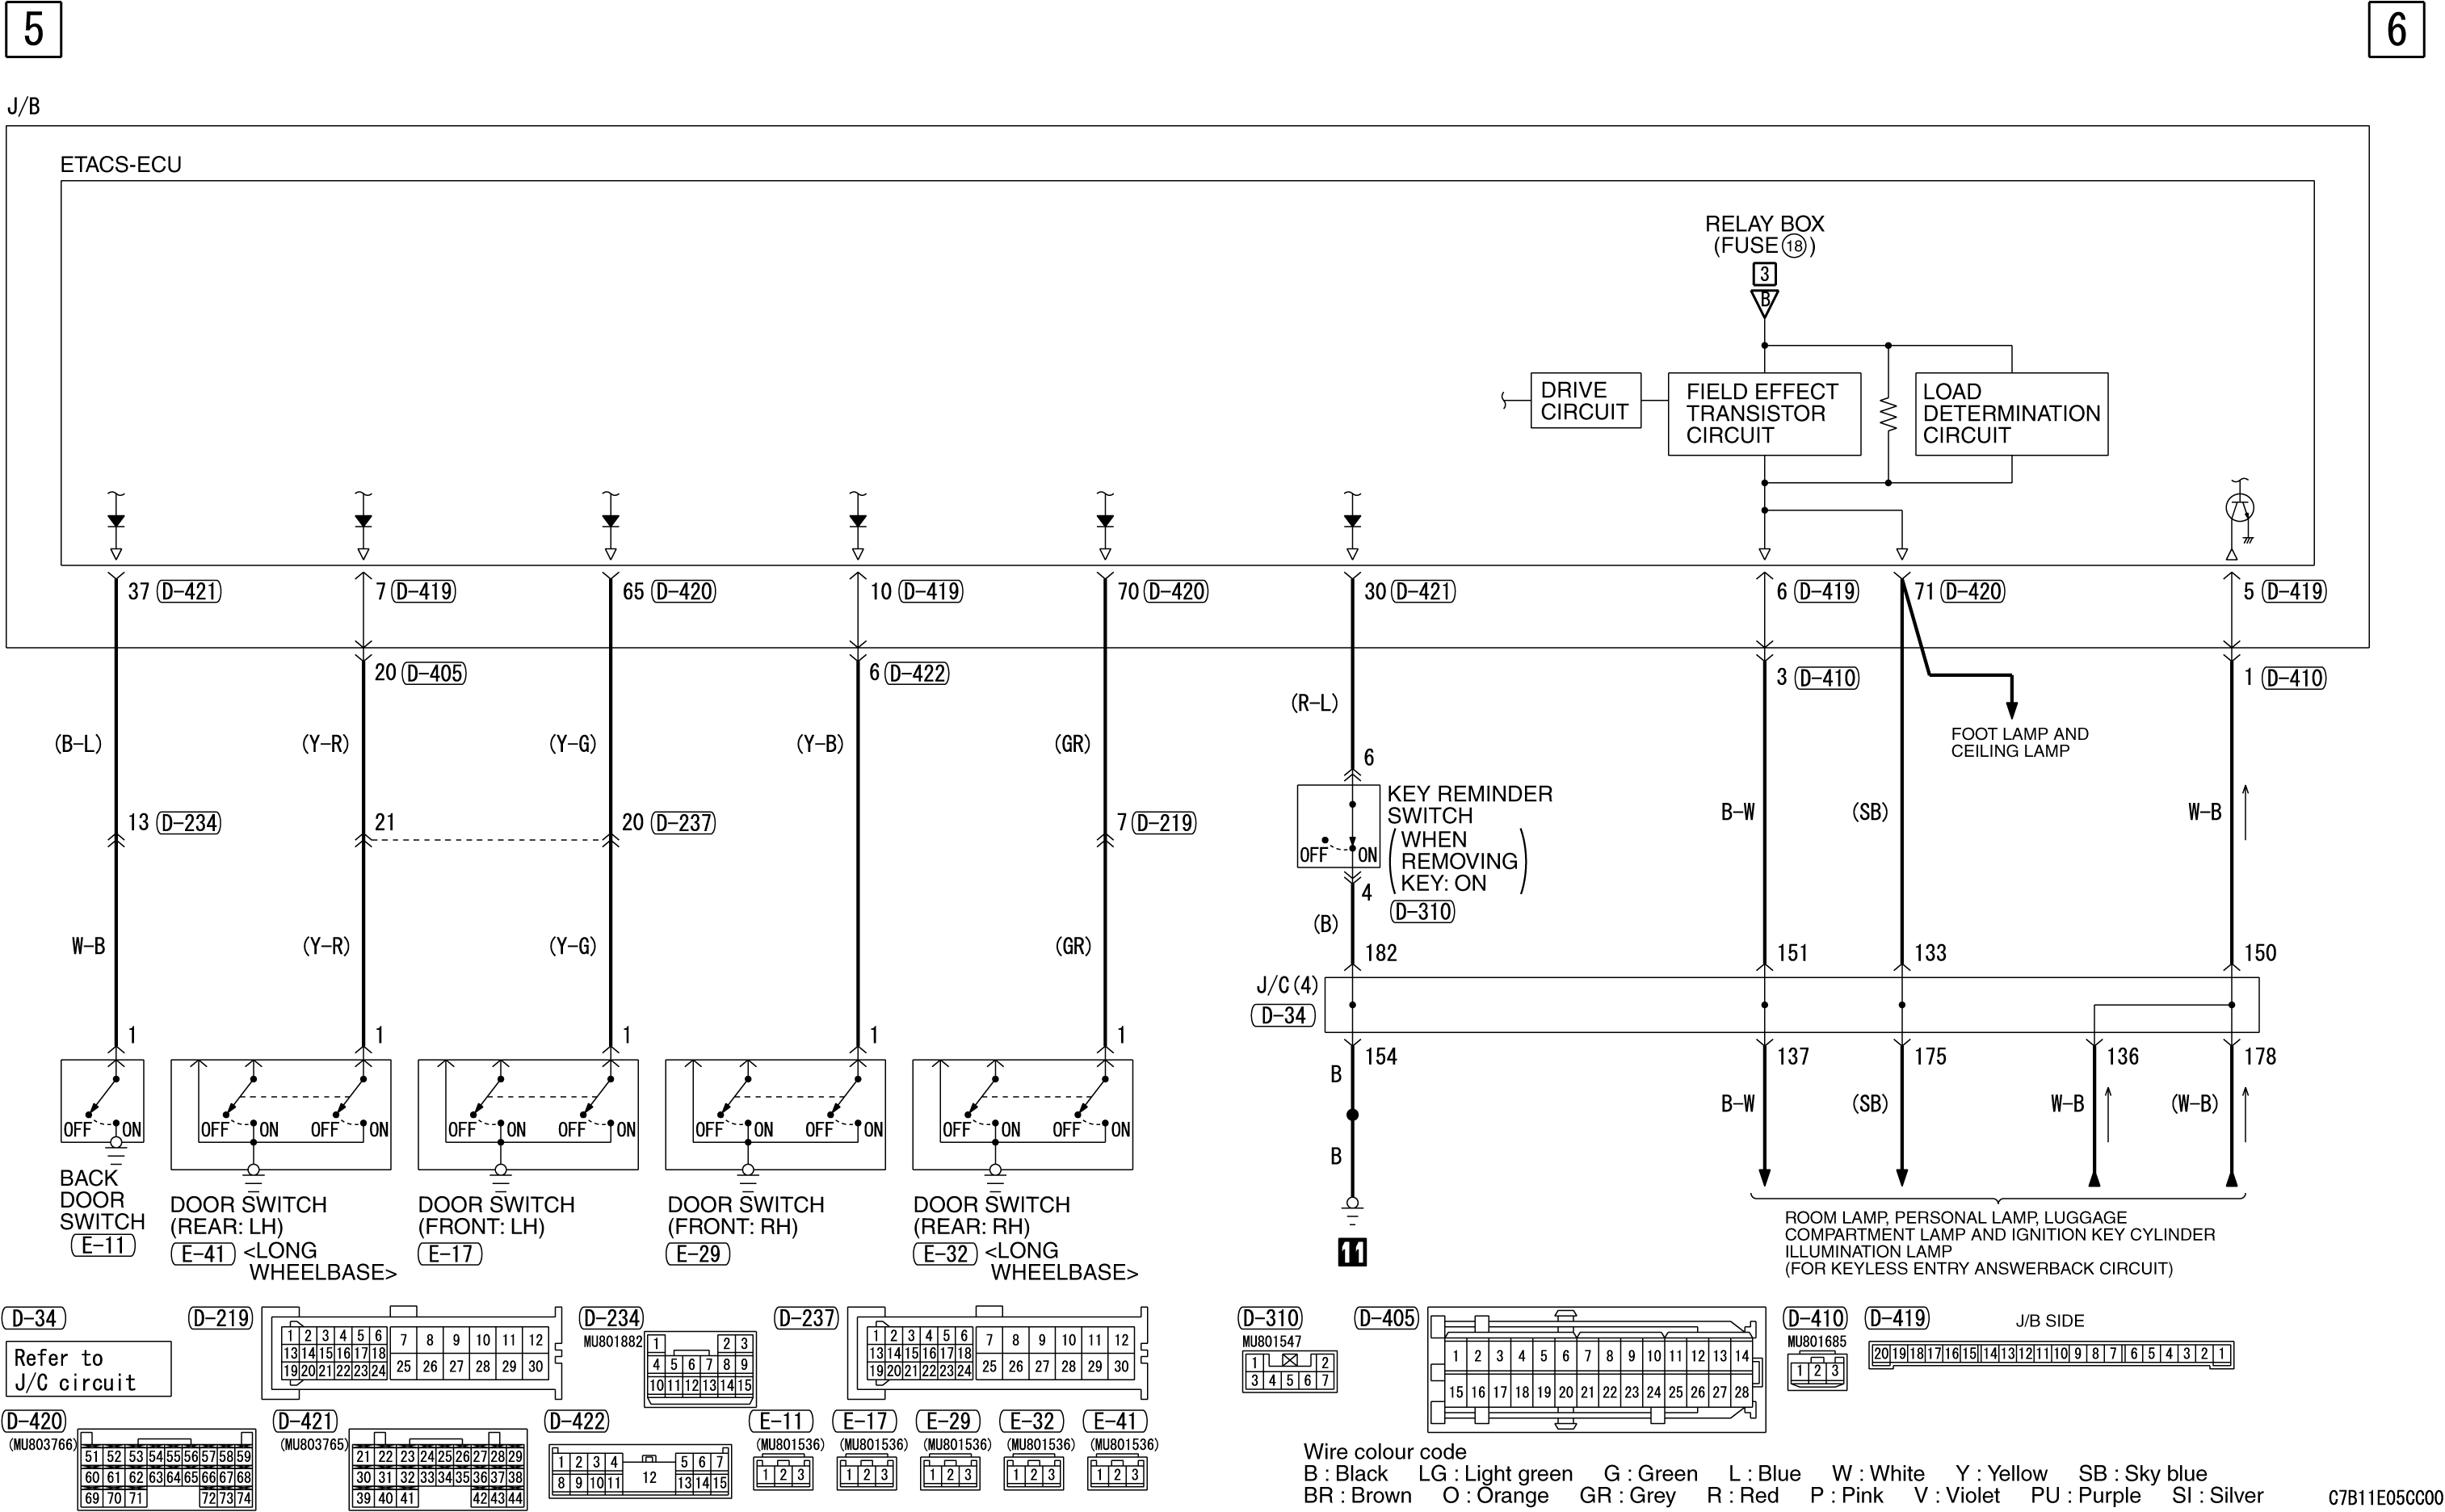 5
6
J/B
ETACS-ECU
RELAY BOX
(FUSE 18)
3
B
DRIVE
CIRCUIT
FIELD EFFECT
TRANSISTOR
CIRCUIT
LOAD
DETERMINATION
CIRCUIT
37 D-421
7 D-419
65 D-420
10 D-419
70 D-420
30 D-421
6 D-419
71 D-420
5 D-419
20 D-405
6 D-422
3 D-410
1 D-410
(B-L)
(Y-R)
(Y-G)
(Y-B)
(GR)
(R-L)
FOOT LAMP AND
CEILING LAMP
6
KEY REMINDER
SWITCH
(WHEN
REMOVING
KEY: ON)
OFF
ON
4
D-310
13 D-234
21
20 D-237
7 D-219
B-W
(SB)
W-B
W-B
(Y-R)
(Y-G)
(GR)
(B)
182
151
133
150
J/C(4)
D-34
154
137
175
136
178
1
1
1
1
1
B
B-W
(SB)
W-B
(W-B)
OFF ON
OFF ON OFF ON
OFF ON OFF ON
OFF ON OFF ON
OFF ON OFF ON
B
11
BACK
DOOR
SWITCH
E-11
DOOR SWITCH
(REAR: LH)
E-41 <LONG
WHEELBASE>
DOOR SWITCH
(FRONT: LH)
E-17
DOOR SWITCH
(FRONT: RH)
E-29
DOOR SWITCH
(REAR: RH)
E-32 <LONG
WHEELBASE>
ROOM LAMP, PERSONAL LAMP, LUGGAGE
COMPARTMENT LAMP AND IGNITION KEY CYLINDER
ILLUMINATION LAMP
(FOR KEYLESS ENTRY ANSWERBACK CIRCUIT)
D-34
Refer to
J/C circuit
D-219
1 2 3 4 5 6 7 8 9 10 11 12
13 14 15 16 17 18
19 20 21 22 23 24 25 26 27 28 29 30
D-234
MU801882
1 2 3
4 5 6 7 8 9
10 11 12 13 14 15
D-237
1 2 3 4 5 6 7 8 9 10 11 12
13 14 15 16 17 18
19 20 21 22 23 24 25 26 27 28 29 30
D-310
MU801547
1 2
3 4 5 6 7
D-405
1 2 3 4 5 6 7 8 9 10 11 12 13 14
15 16 17 18 19 20 21 22 23 24 25 26 27 28
D-410
MU801685
1 2 3
D-419
J/B SIDE
20 19 18 17 16 15 14 13 12 11 10 9 8 7 6 5 4 3 2 1
D-420
(MU803766)
51 52 53 54 55 56 57 58 59
60 61 62 63 64 65 66 67 68
69 70 71 72 73 74
D-421
(MU803765)
21 22 23 24 25 26 27 28 29
30 31 32 33 34 35 36 37 38
39 40 41 42 43 44
D-422
1 2 3 4 5 6 7
8 9 10 11 12 13 14 15
E-11
(MU801536)
1 2 3
E-17
(MU801536)
1 2 3
E-29
(MU801536)
1 2 3
E-32
(MU801536)
1 2 3
E-41
(MU801536)
1 2 3
Wire colour code
B : Black LG : Light green G : Green L : Blue W : White Y : Yellow SB : Sky blue
BR : Brown O : Orange GR : Grey R : Red P : Pink V : Violet PU : Purple SI : Silver
C7B11E05CC00